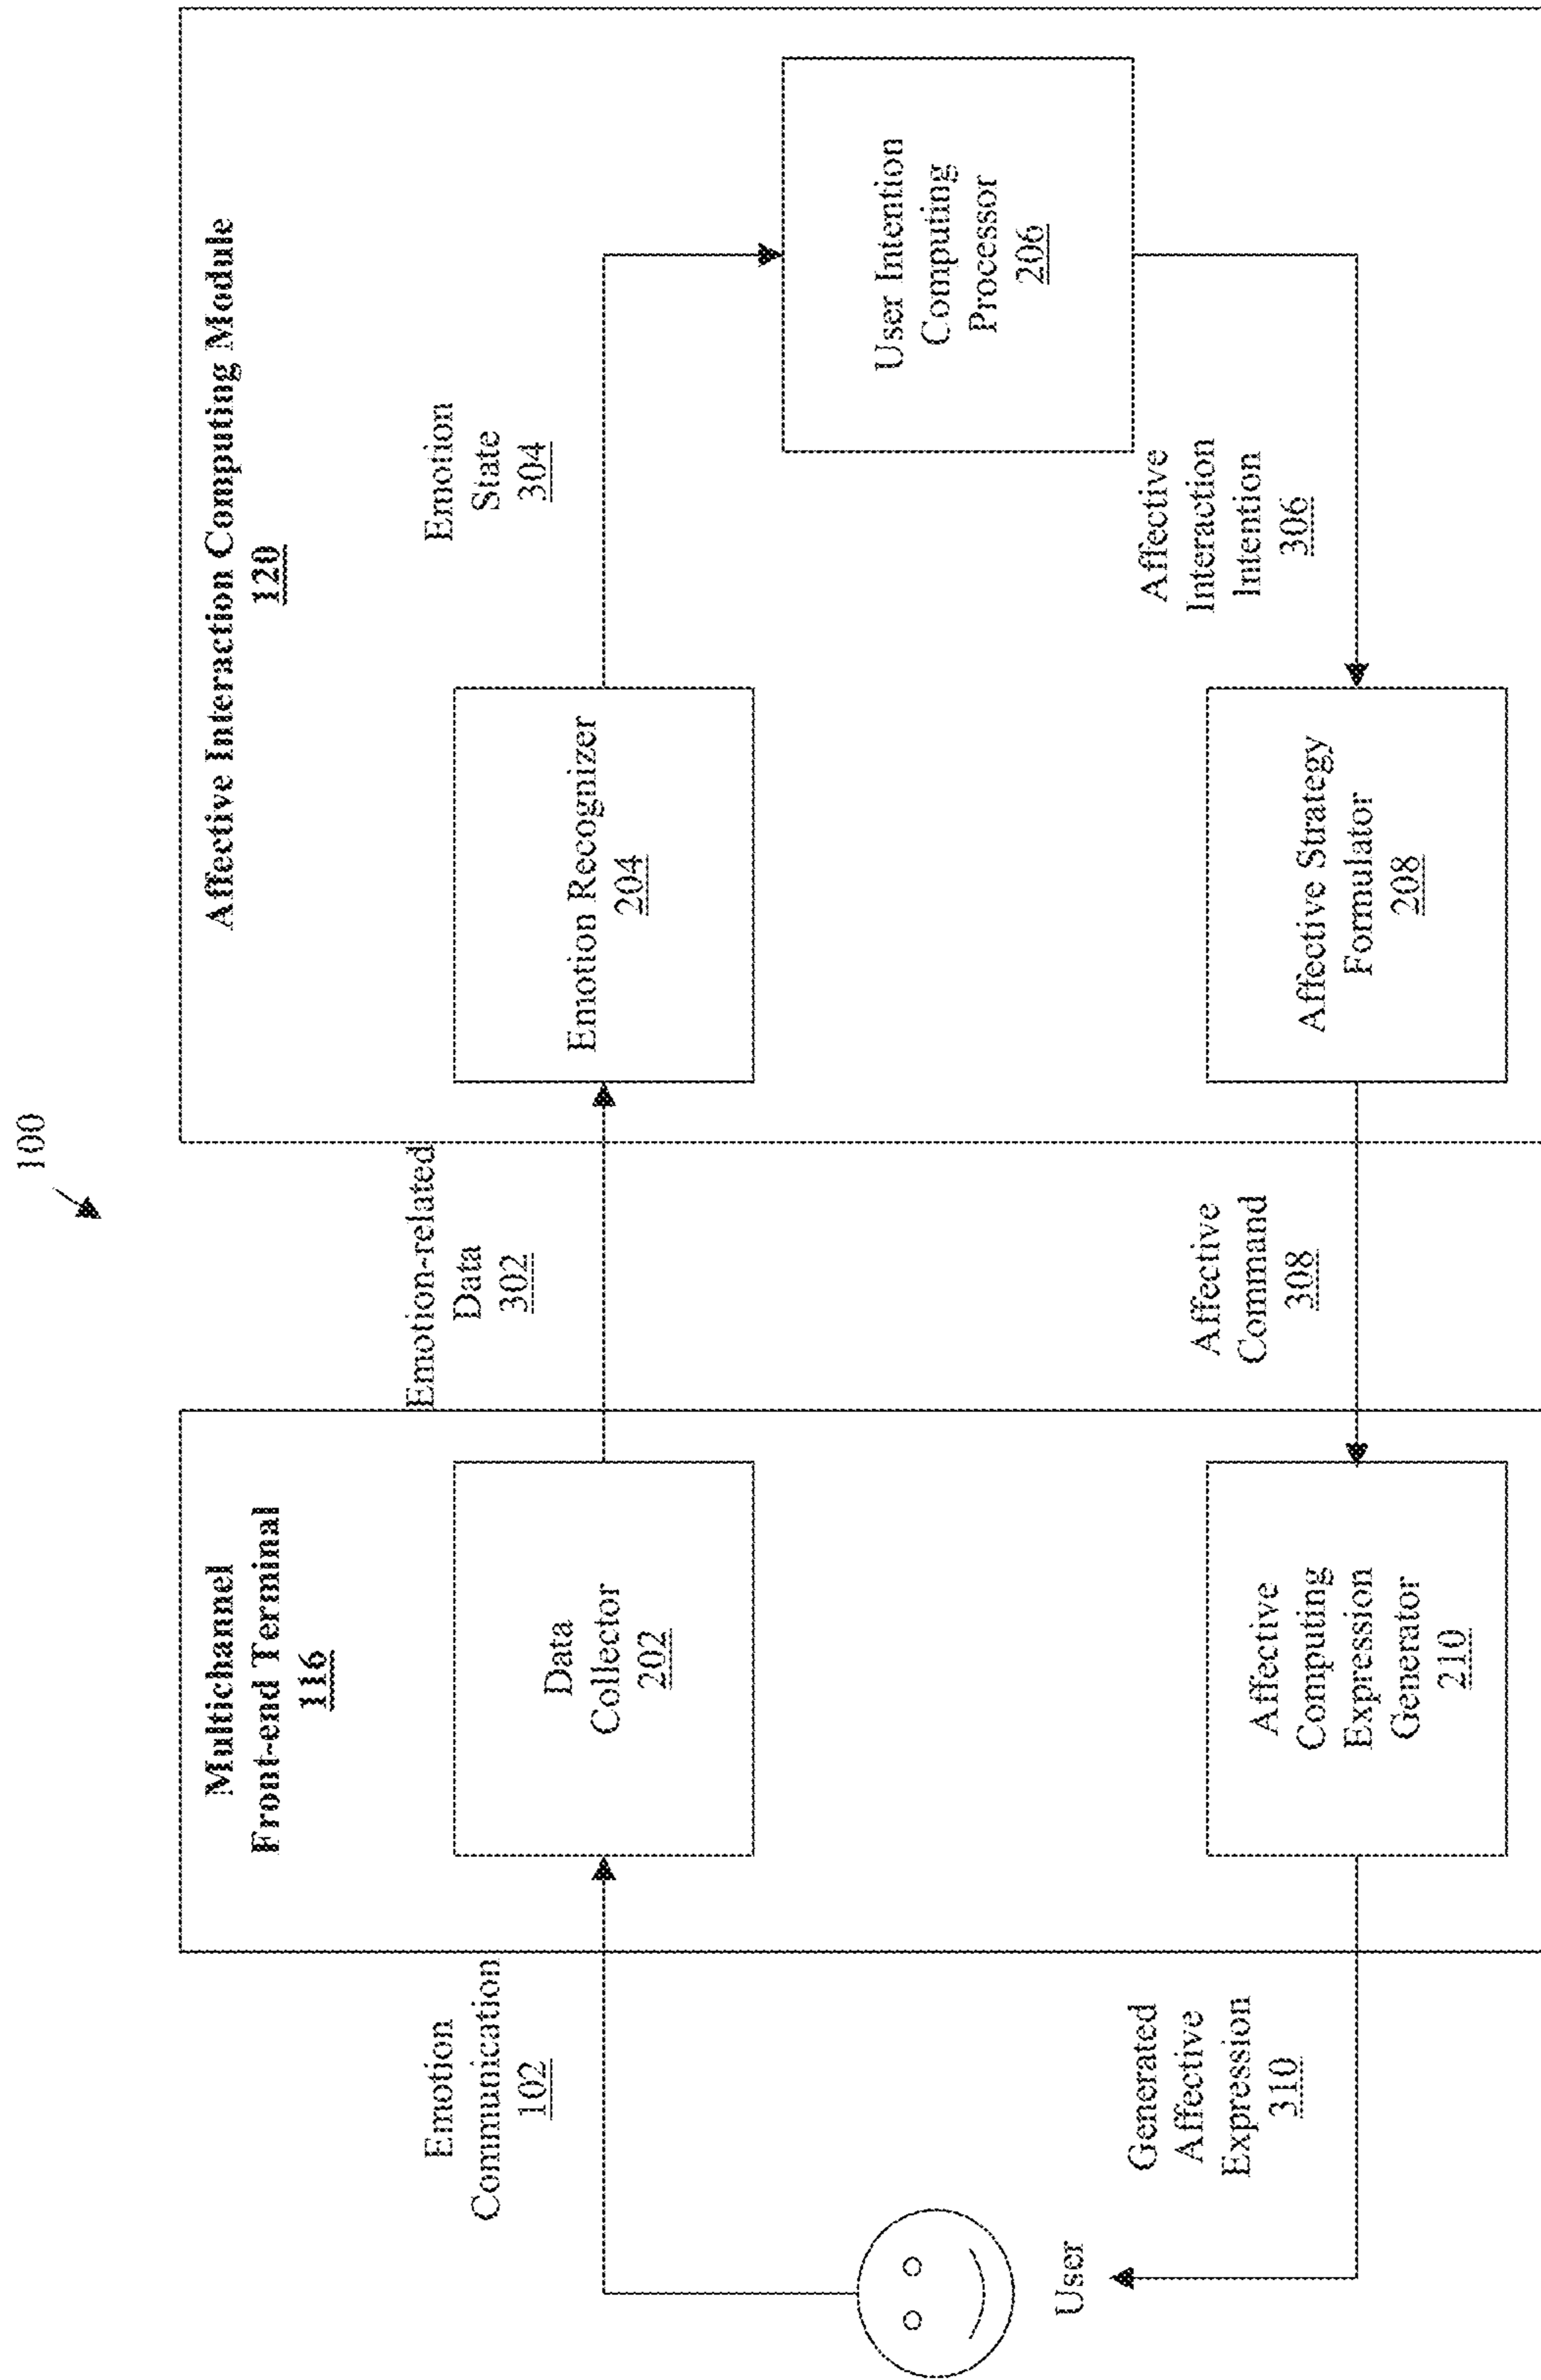 100
Multichannel
Front-end Terminal
116
Affective Interaction Computing Module
120
Emotion
Communication
102
Data
Collector
202
Emotion-related
Data
302
Emotion Recognizer
204
Emotion
State
304
User Intention
Computing
Processor
206
User
Generated
Affective
Expression
310
Affective
Computing
Expression
Generator
210
Affective
Command
308
Affective Strategy
Formulator
208
Affective
Interaction
Intention
306